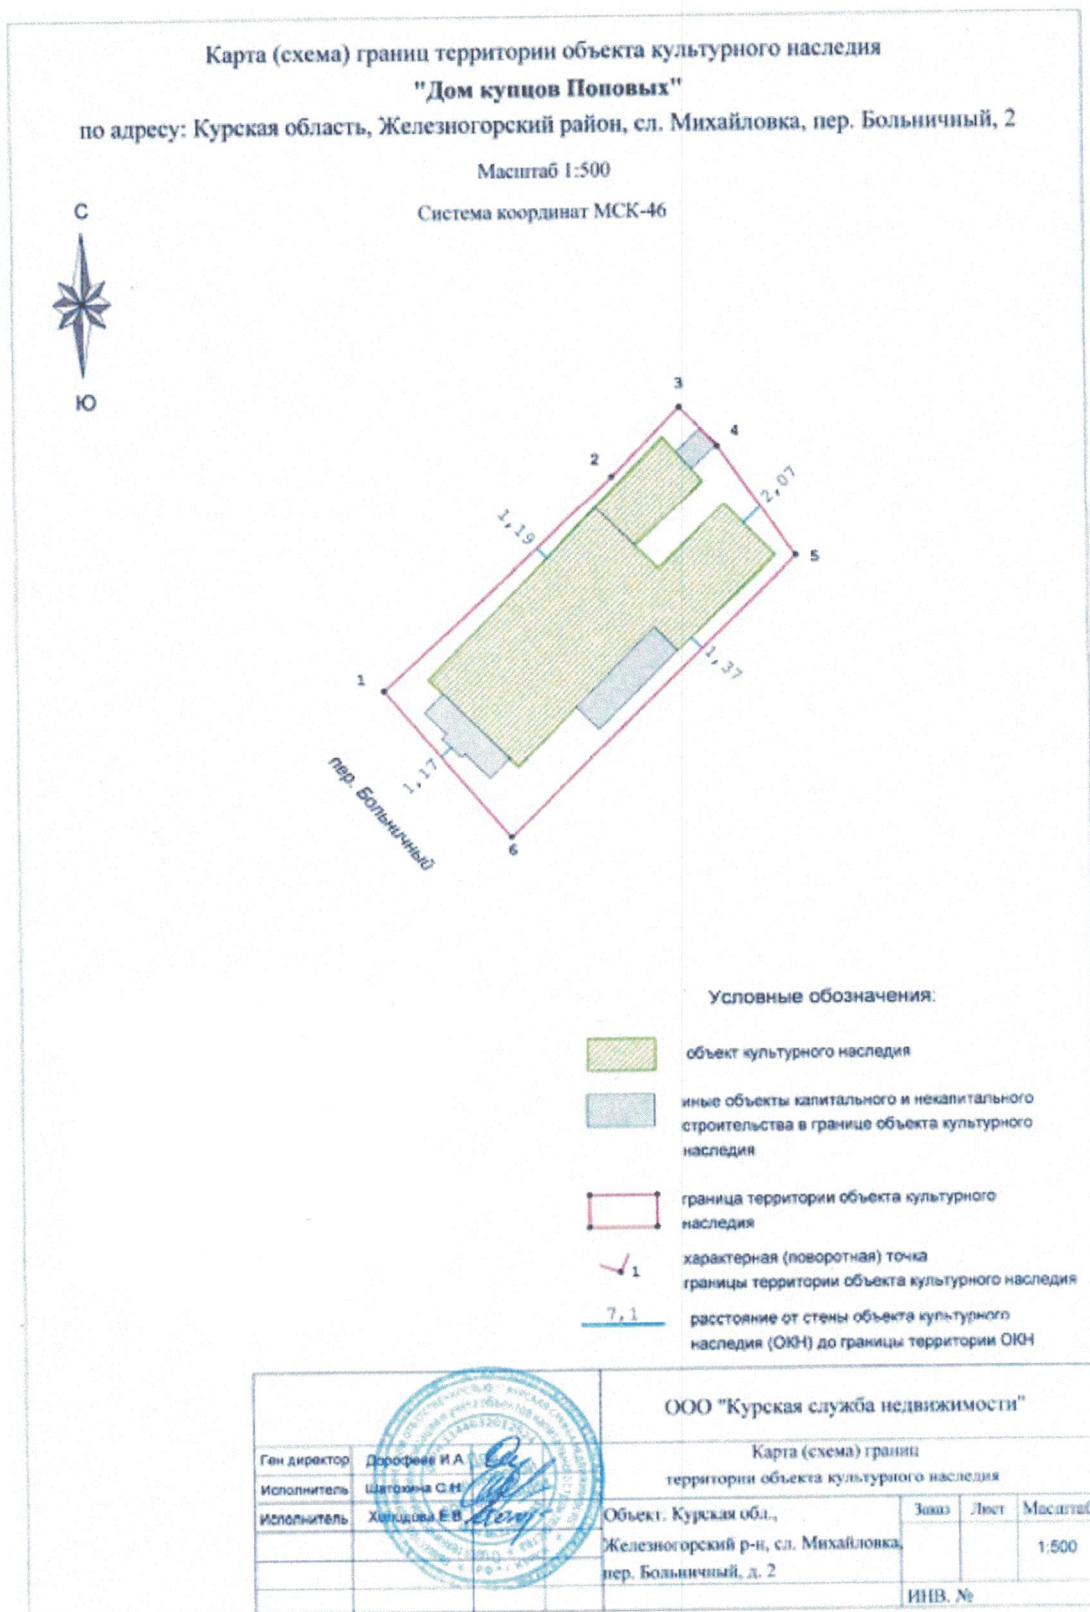 Карта (схема) границ территории объекта культурного наследия
"Дом купцов Поповых"
по адресу: Курская область, Железногорский район, сл. Михайловка, пер. Больничный, 2
Масштаб 1:500
Система координат МСК-46
С
Ю
3
4
2
2,07
1,19
5
1,37
1
1,17
пер. Больничный
6
Условные обозначения:
объект культурного наследия
иные объекты капитального и некапитального
строительства в границе объекта культурного
наследия
граница территории объекта культурного
наследия
1
характерная (поворотная) точка
границы территории объекта культурного наследия
7,1
расстояние от стены объекта культурного
наследия (ОКН) до границы территории ОКН
ООО "Курская служба недвижимости"
Ген директор
Дорофеев И.А
Исполнитель
Шатохина С.Н
Исполнитель
Е.В
Карта (схема) границ
территории объекта культурного наследия
Объект. Курская обл.,
Железногорский р-н, сл. Михайловка,
пер. Больничный, д. 2
Заказ
Лист
Масштаб
1:500
ИНВ. №